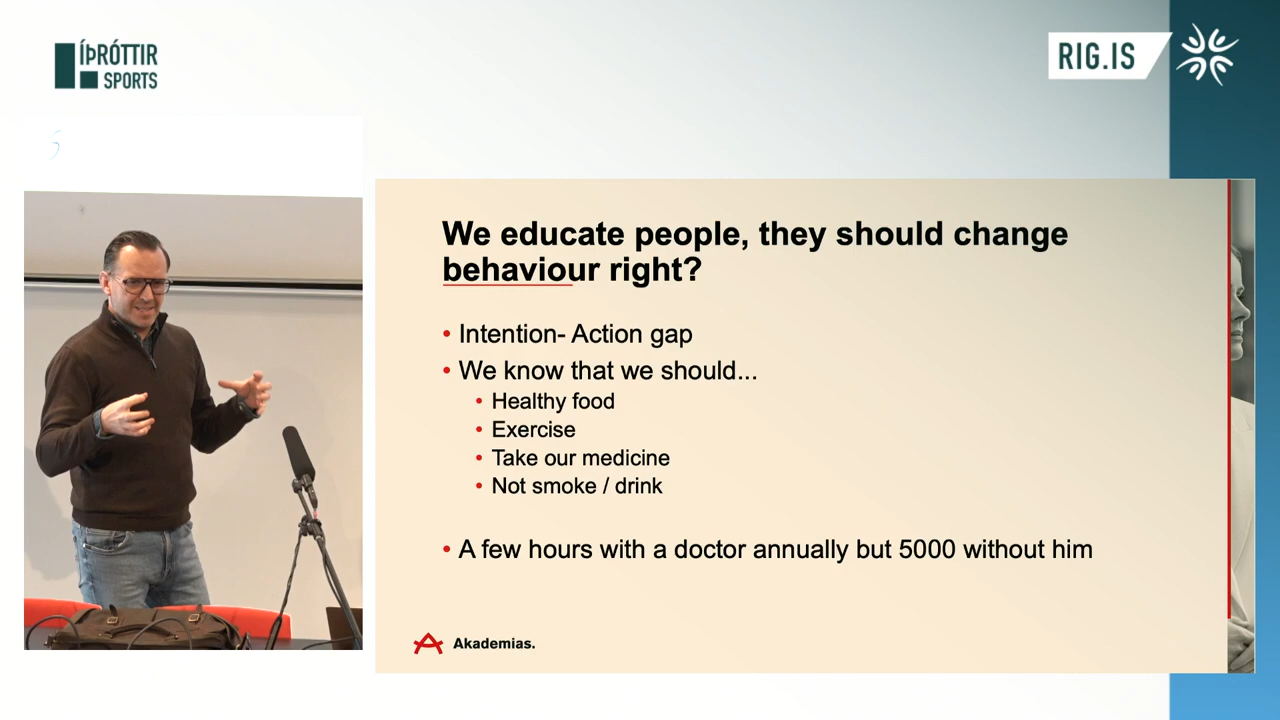 ÍÞRÓTTIR
SPORTS
RIG.IS
We educate people, they should change
behaviour right?
• Intention- Action gap
• We know that we should...
• Healthy food
• Exercise
• Take our medicine
• Not smoke / drink
• A few hours with a doctor annually but 5000 without him
Akademias.